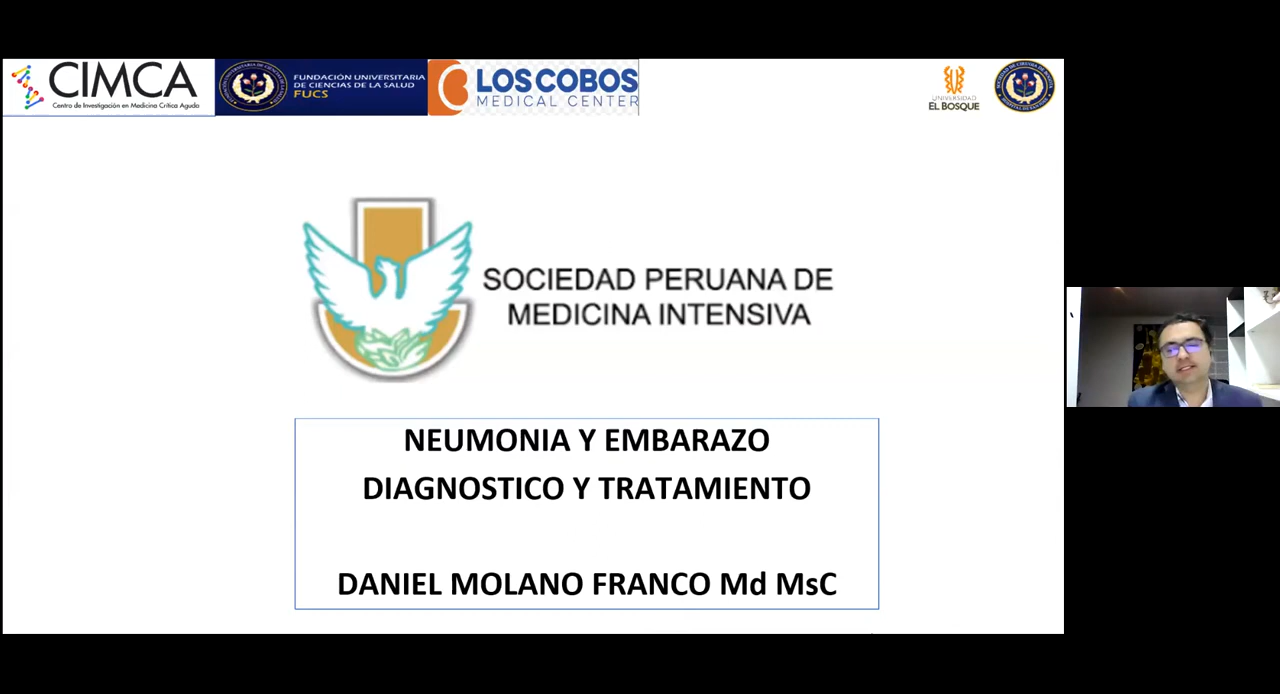 CIMCA
Centro de Investigación en Medicina Crítica Aguda
FUNDACIÓN UNIVERSITARIA
DE CIENCIAS DE LA SALUD
FUCS
LOS COBOS
MEDICAL CENTER
UNIVERSIDAD
EL BOSQUE
SOCIEDAD PERUANA DE
MEDICINA INTENSIVA
NEUMONIA Y EMBARAZO
DIAGNOSTICO Y TRATAMIENTO
DANIEL MOLANO FRANCO Md MsC